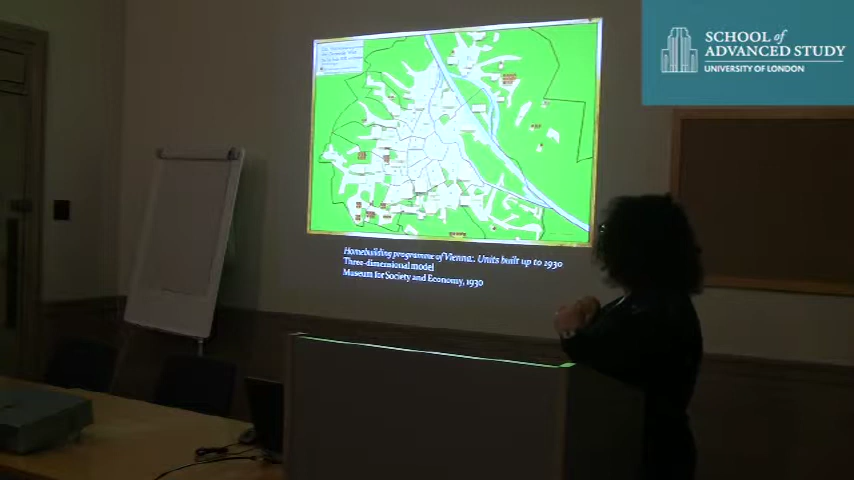 SCHOOL of
ADVANCED STUDY
UNIVERSITY OF LONDON
Homebuilding programme of Vienna: Units built up to 1930
Three-dimensional model
Museum for Society and Economy, 1930